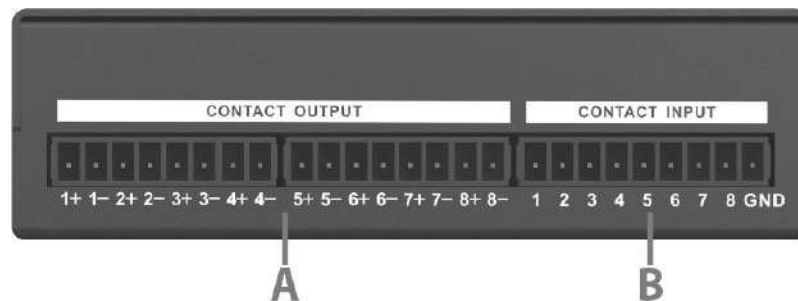 CONTACT OUTPUT CONTACT INPUT
1+ 1− 2+ 2− 3+ 3− 4+ 4− 5+ 5− 6+ 6− 7+ 7− 8+ 8− 1 2 3 4 5 6 7 8 GND
A B